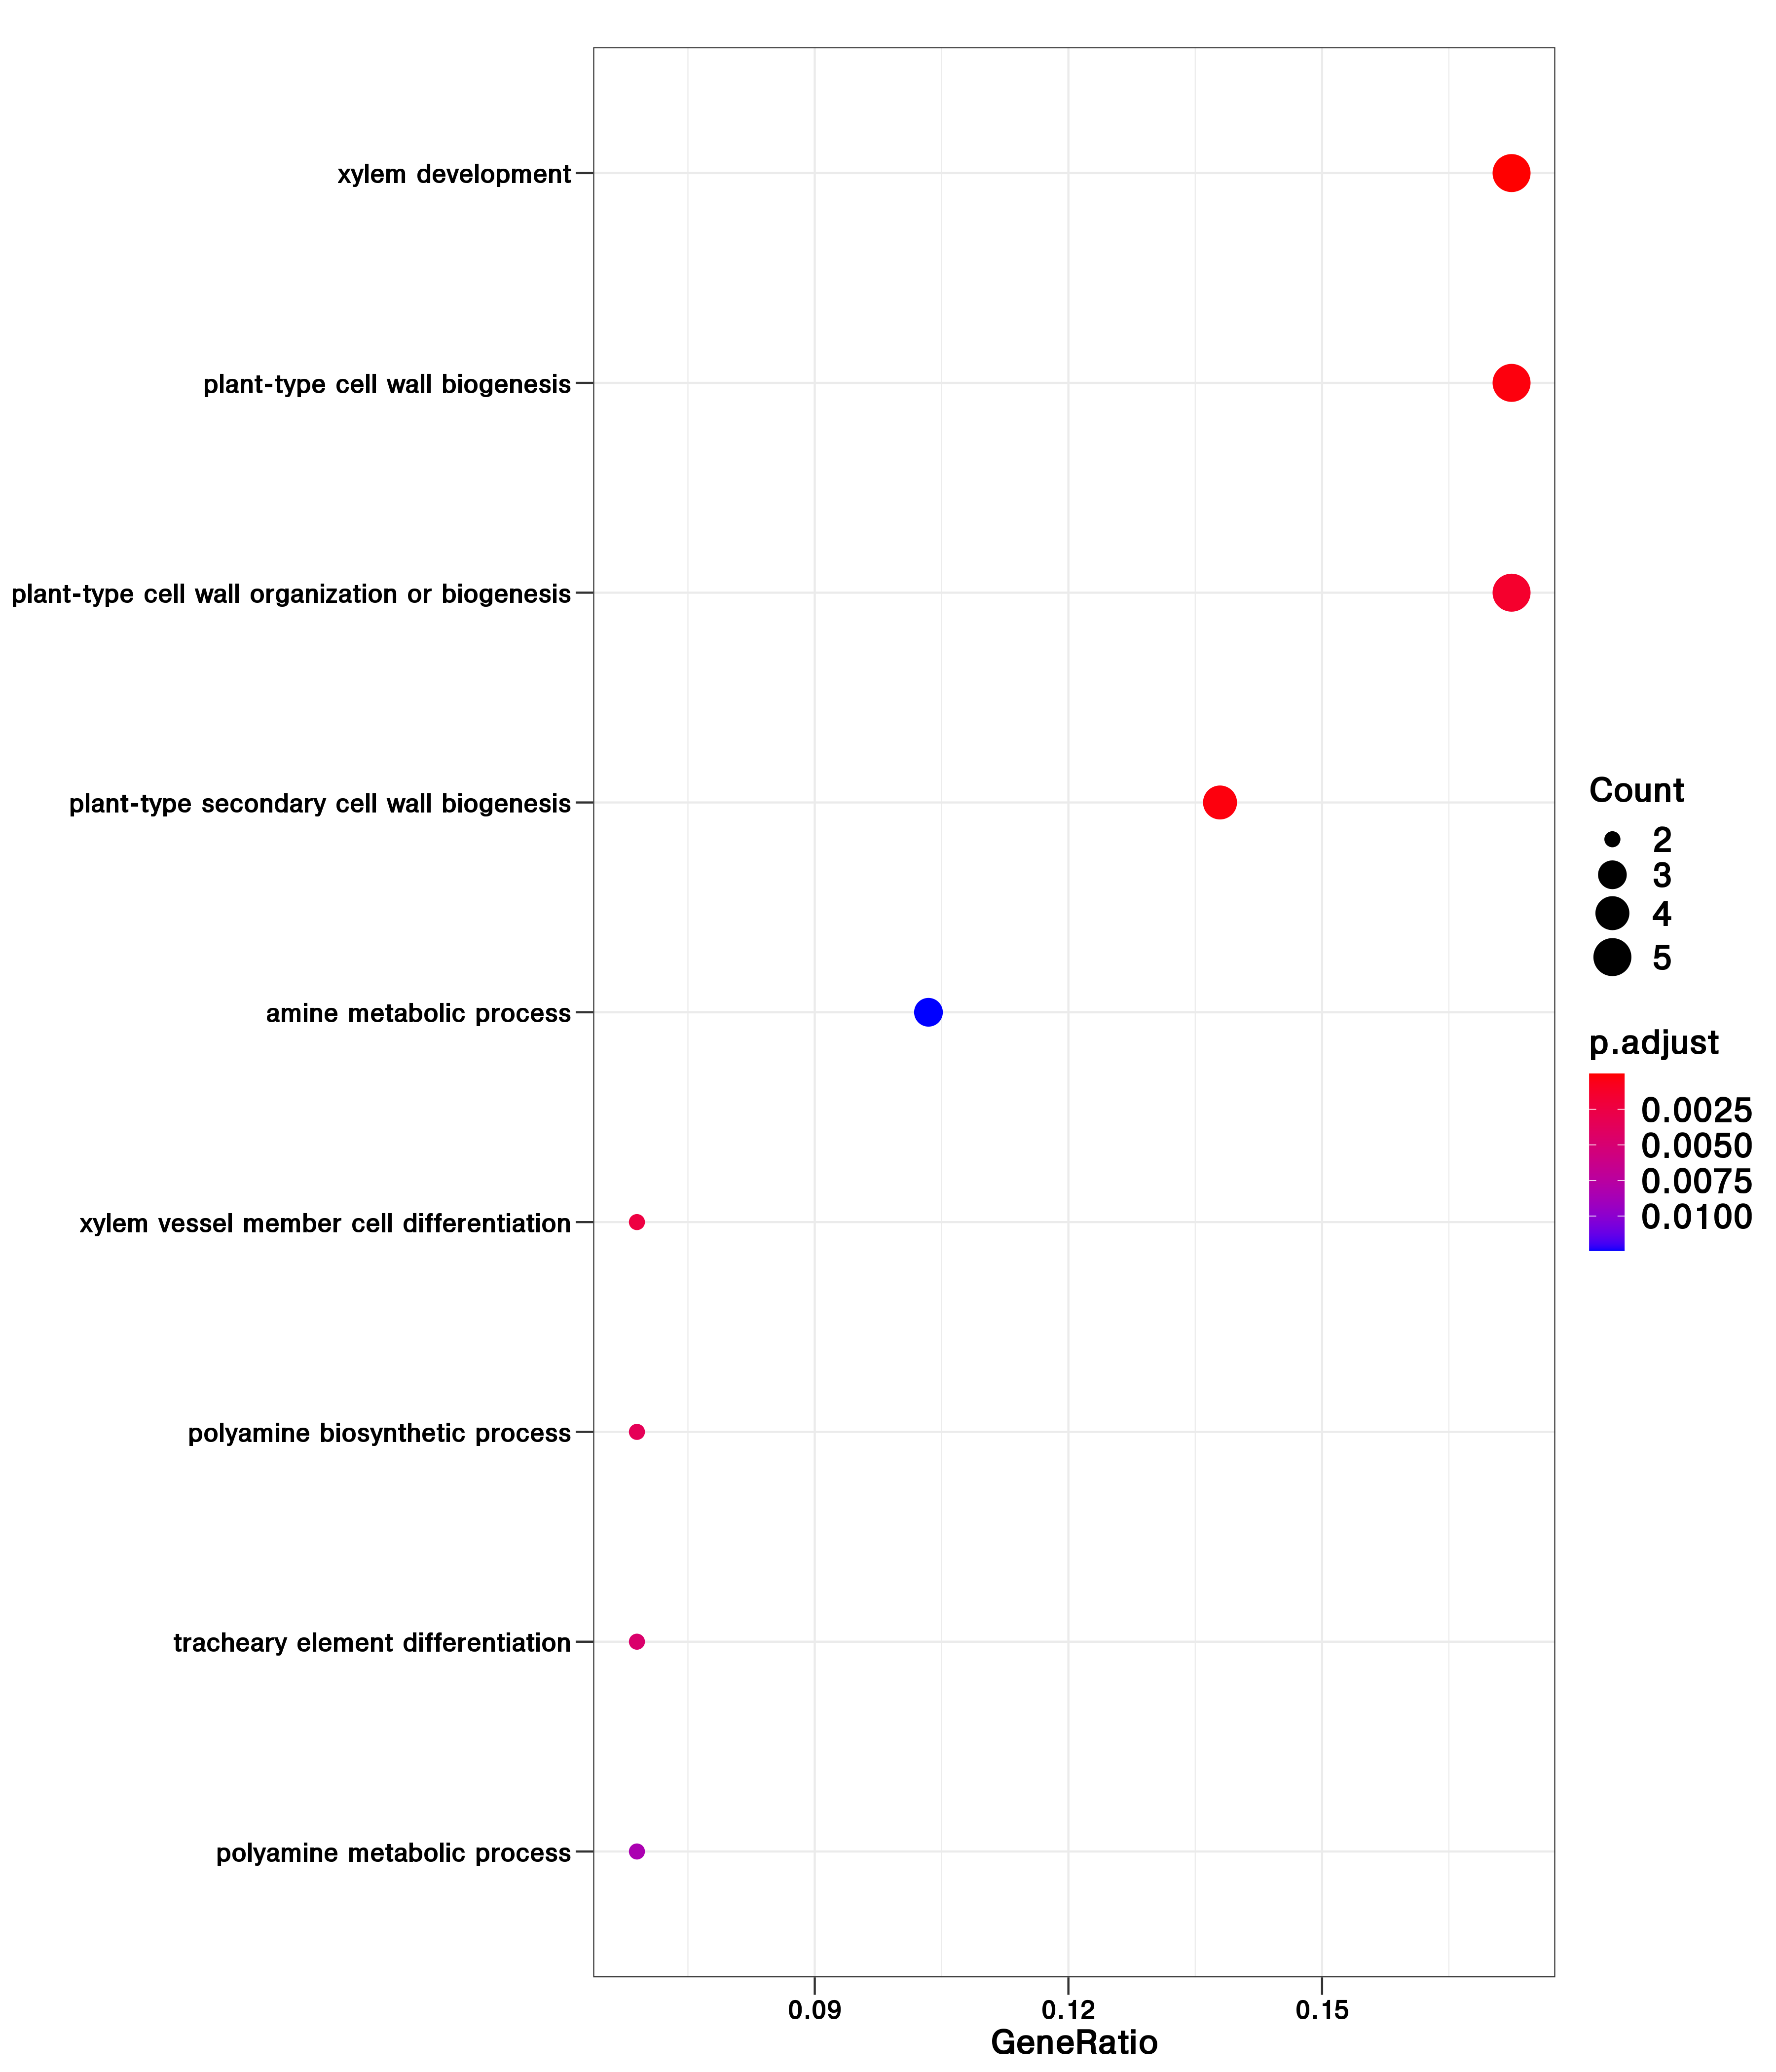 xylem development
plant-type cell wall biogenesis
plant-type cell wall organization or biogenesis
plant-type secondary cell wall biogenesis
amine metabolic process
xylem vessel member cell differentiation
polyamine biosynthetic process
tracheary element differentiation
polyamine metabolic process
0.09 0.12 0.15
GeneRatio
Count
2
3
4
5
p.adjust
0.0025
0.0050
0.0075
0.0100